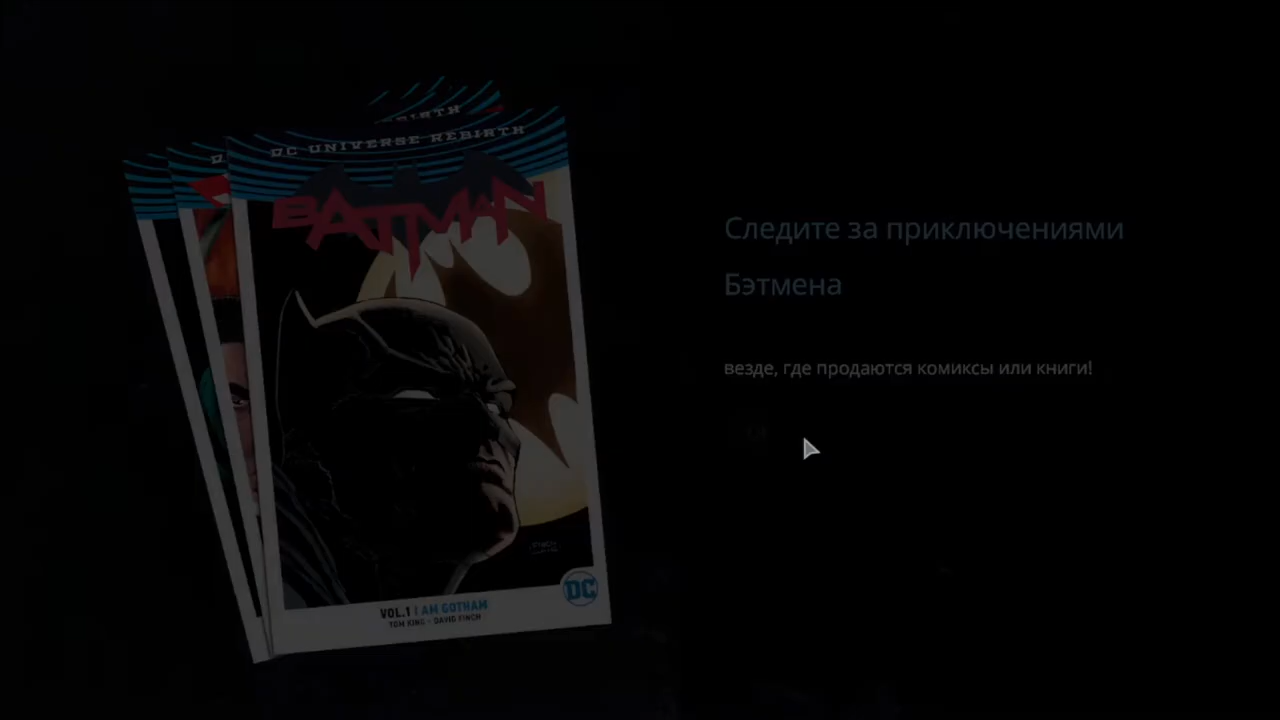 BIRTH
DC UNIVERSE REBIRTH
BATMAN
VOL.1 | AM GOTHAM
TOM KING - DAVID FINCH
DC
Следите за приключениями
Бэтмена
везде, где продаются комиксы или книги!